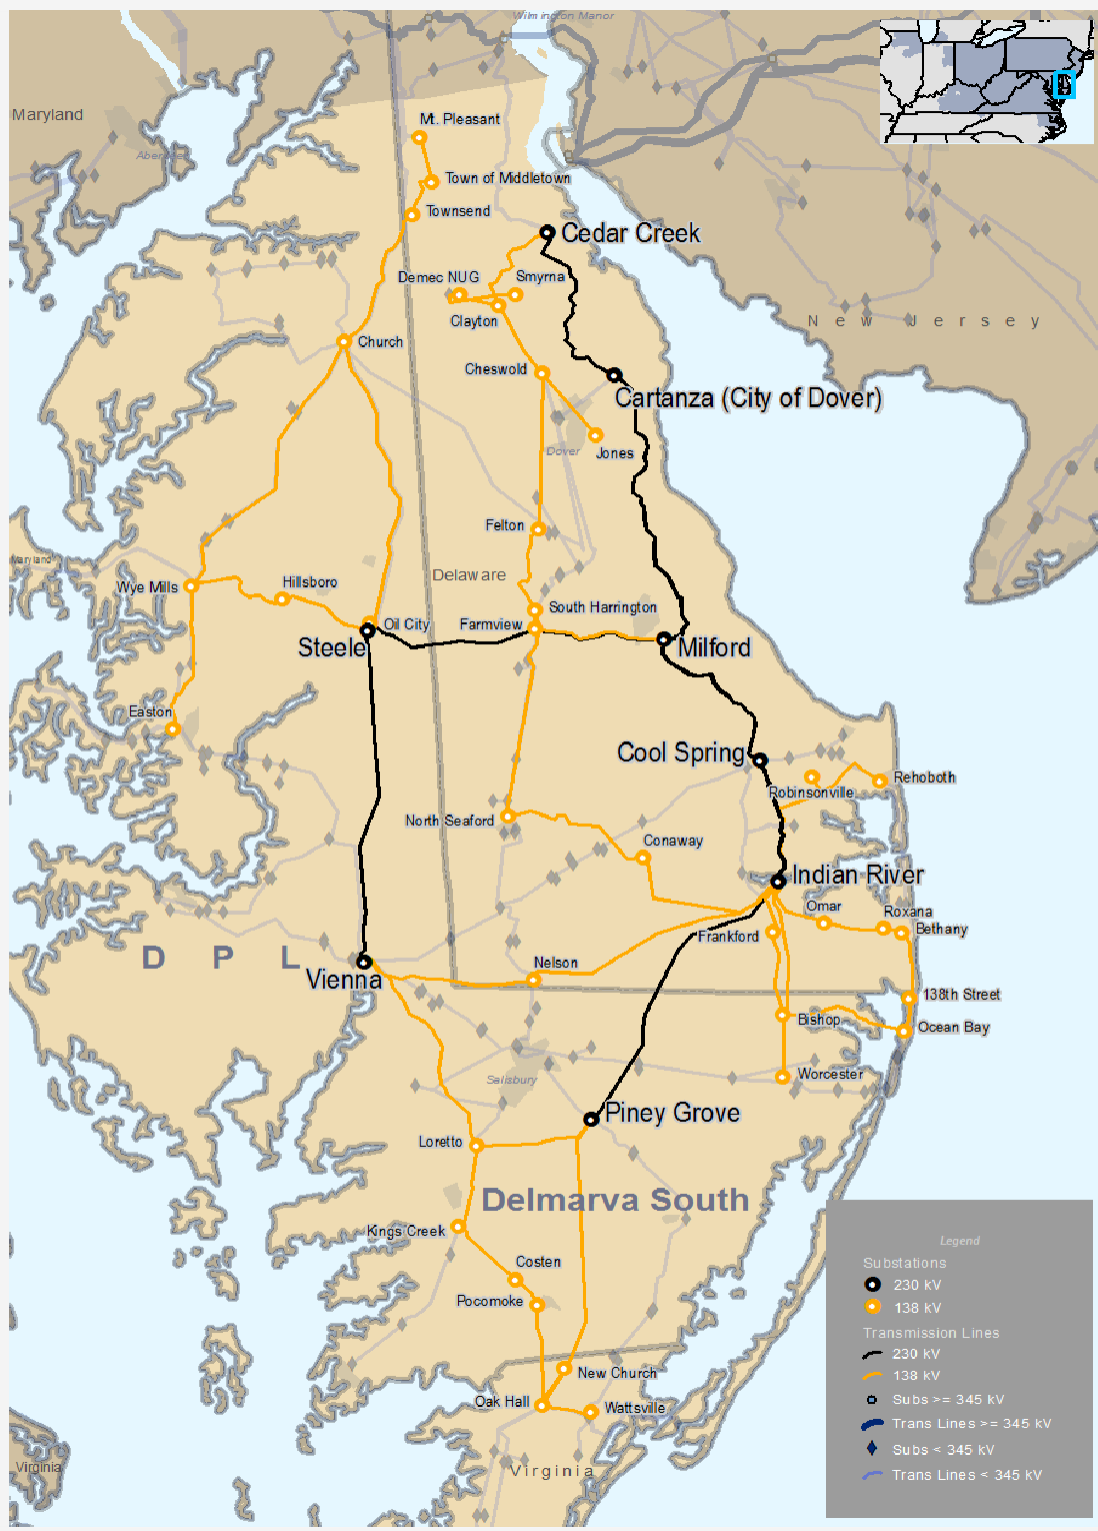 Wilmington Manor
Maryland
Mt. Pleasant
Town of Middletown
Townsend
Cedar Creek
Demec NUG
Smyrna
Clayton
New Jersey
Church
Cheswold
Cartanza (City of Dover)
Dover
Jones
Felton
Maryland
Delaware
Wye Mills
Hillsboro
South Harrington
Oil City
Farmview
Steele
Milford
Easton
Cool Spring
Rehoboth
Robinsonville
North Seaford
Conaway
Indian River
Omar
Roxana
Bethany
Frankford
DPL
Vienna
Nelson
138th Street
Bishop
Ocean Bay
Salisbury
Worcester
Piney Grove
Loretto
Delmarva South
Kings Creek
Costen
Pocomoke
New Church
Oak Hall
Wattsville
Virginia
Virginia
Legend
Substations
230 kV
138 kV
Transmission Lines
230 kV
138 kV
Subs >= 345 kV
Trans Lines >= 345 kV
Subs < 345 kV
Trans Lines < 345 kV